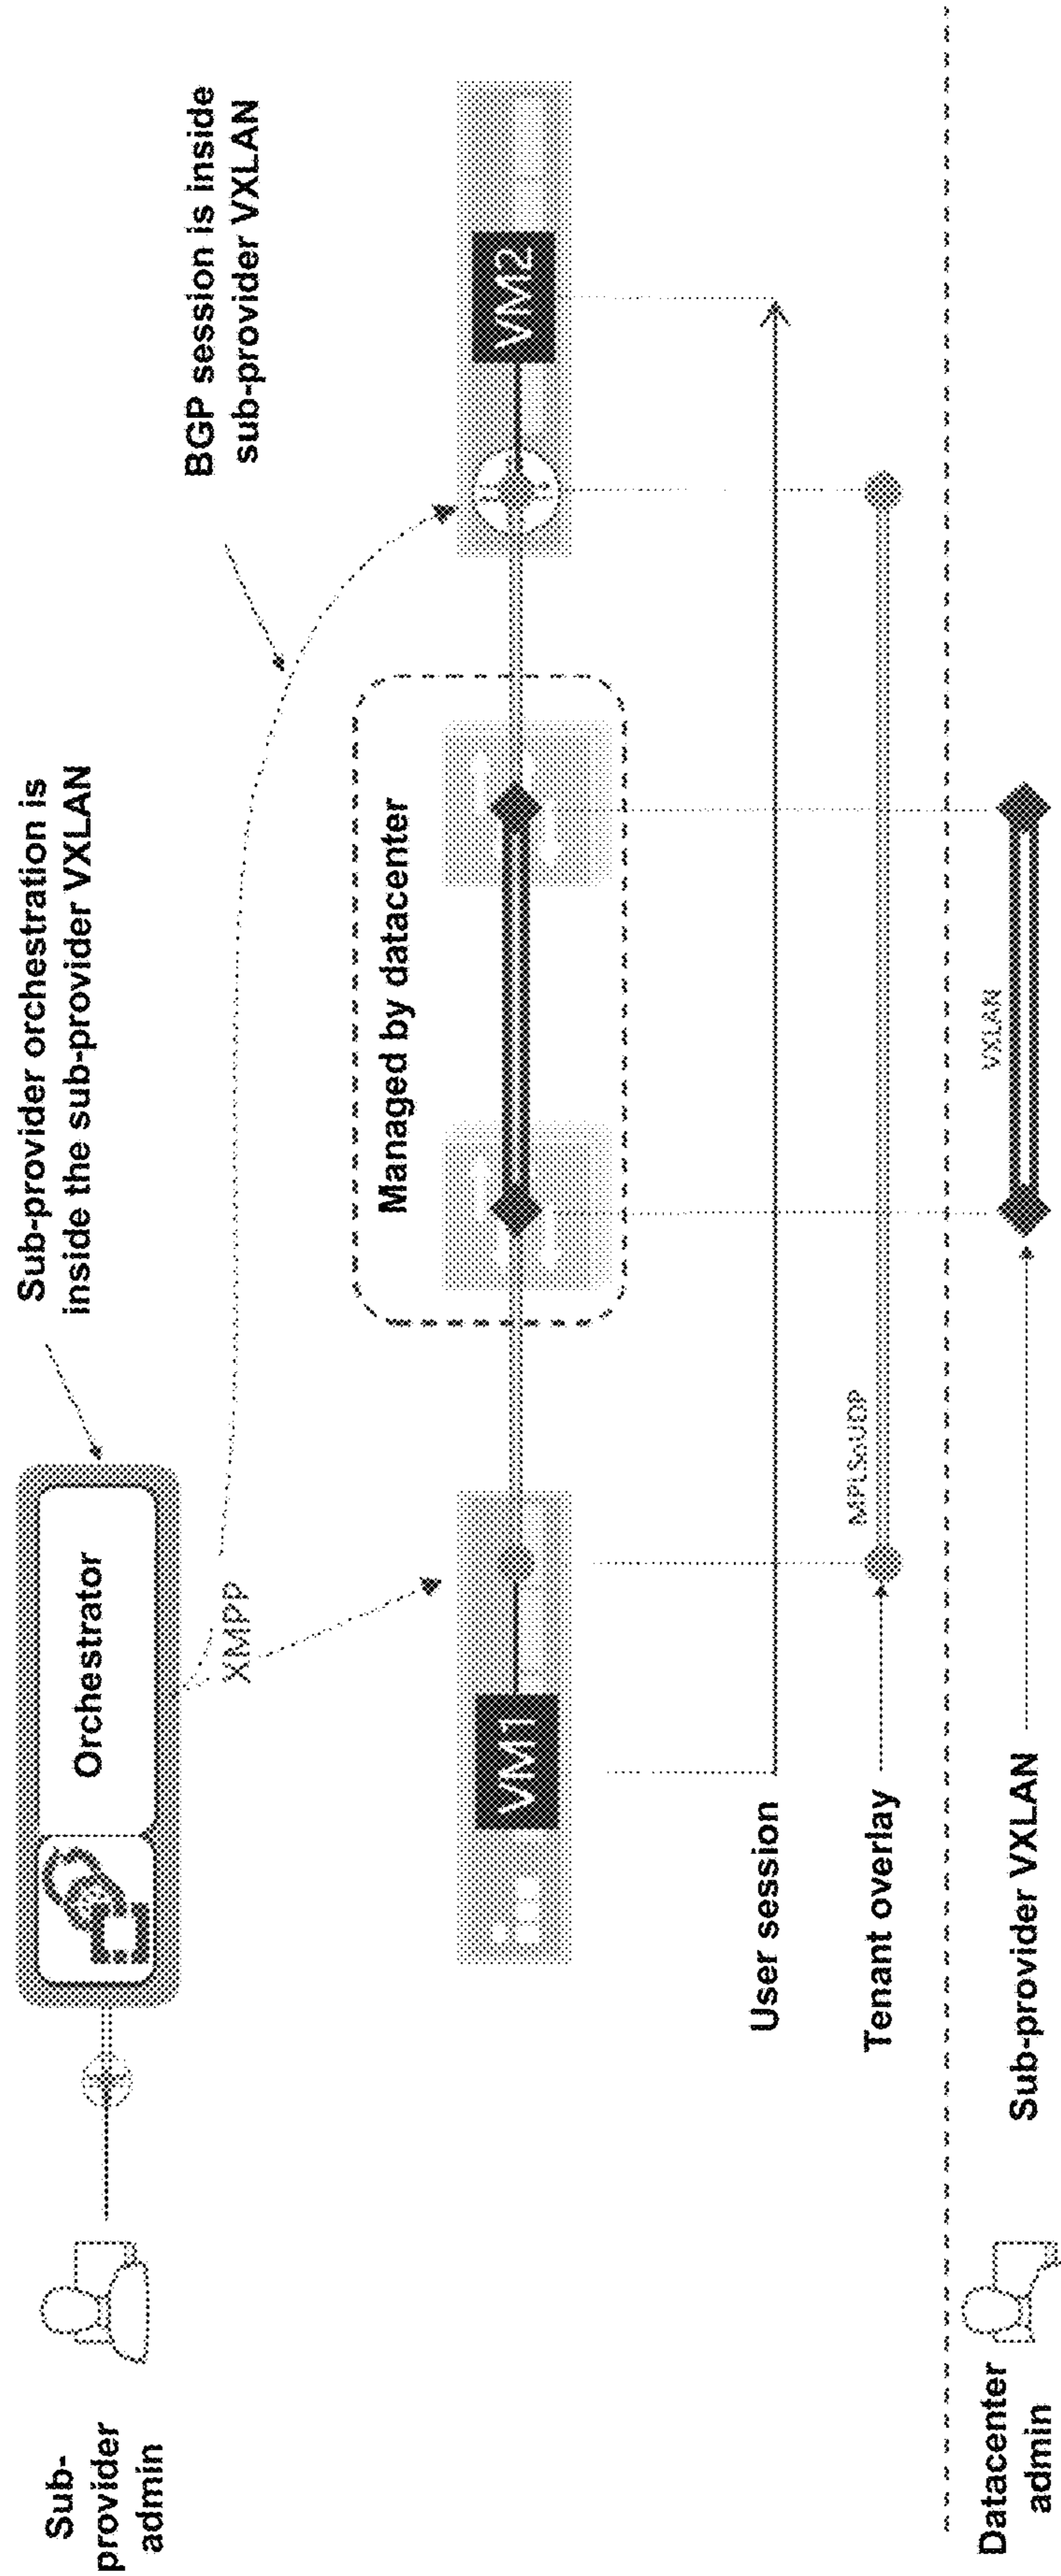 Sub-
provider
admin
Orchestrator
Sub-provider orchestration is
inside the sub-provider VXLAN
BGP session is inside
sub-provider VXLAN
XMPP
Managed by datacenter
VM1
VM2
User session
MPLSoUDP
Tenant overlay
VXLAN
Sub-provider VXLAN
Datacenter
admin